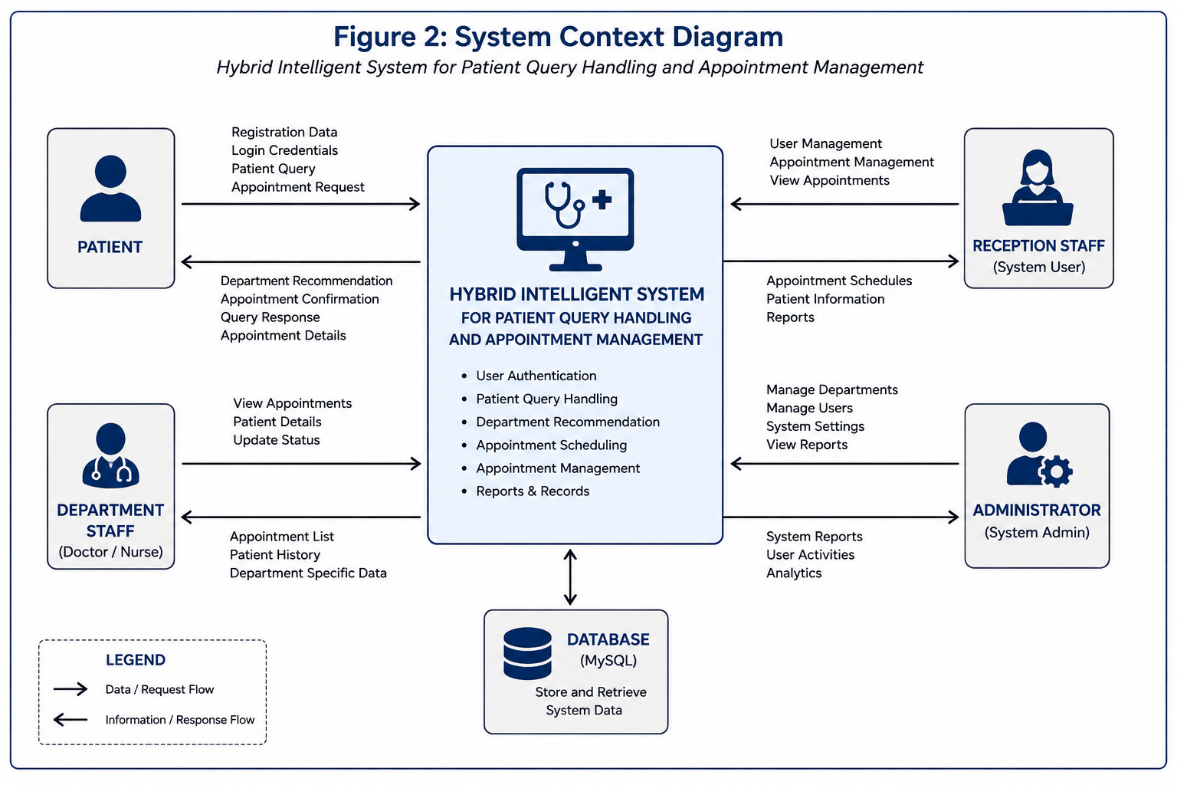 Figure 2: System Context Diagram
Hybrid Intelligent System for Patient Query Handling and Appointment Management
PATIENT
Registration Data
Login Credentials
Patient Query
Appointment Request
Department Recommendation
Appointment Confirmation
Query Response
Appointment Details
HYBRID INTELLIGENT SYSTEM
FOR PATIENT QUERY HANDLING
AND APPOINTMENT MANAGEMENT
• User Authentication
• Patient Query Handling
• Department Recommendation
• Appointment Scheduling
• Appointment Management
• Reports & Records
User Management
Appointment Management
View Appointments
Appointment Schedules
Patient Information
Reports
RECEPTION STAFF
(System User)
DEPARTMENT
STAFF
(Doctor / Nurse)
View Appointments
Patient Details
Update Status
Appointment List
Patient History
Department Specific Data
Manage Departments
Manage Users
System Settings
View Reports
System Reports
User Activities
Analytics
ADMINISTRATOR
(System Admin)
DATABASE
(MySQL)
Store and Retrieve
System Data
LEGEND
Data / Request Flow
Information / Response Flow